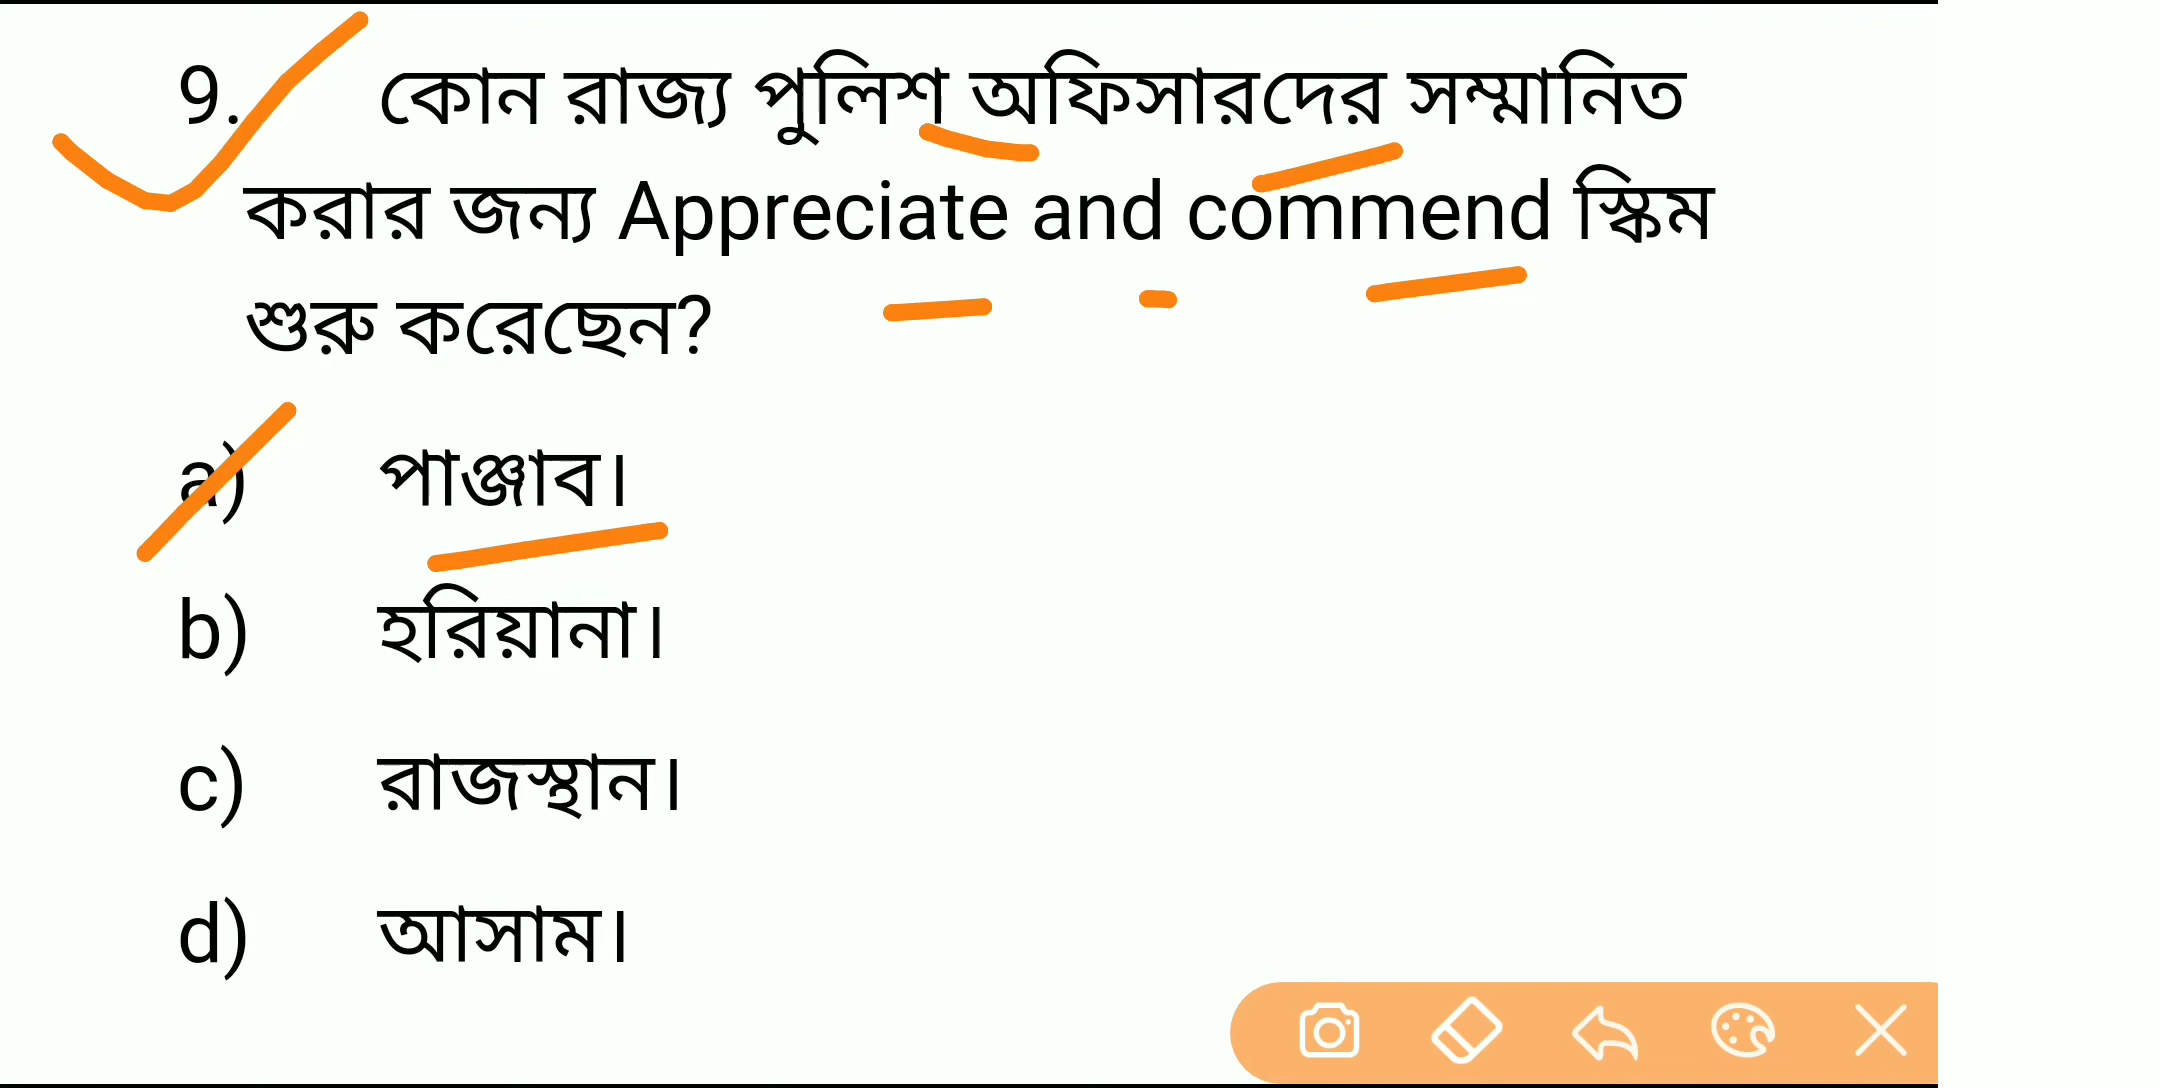 9. কোন রাজ্য পুলিশ অফিসারদের সম্মানিত
করার জন্য Appreciate and commend স্কিম
শুরু করেছেন?
a) পাঞ্জাব।
b) হরিয়ানা।
c) রাজস্থান।
d) আসাম।